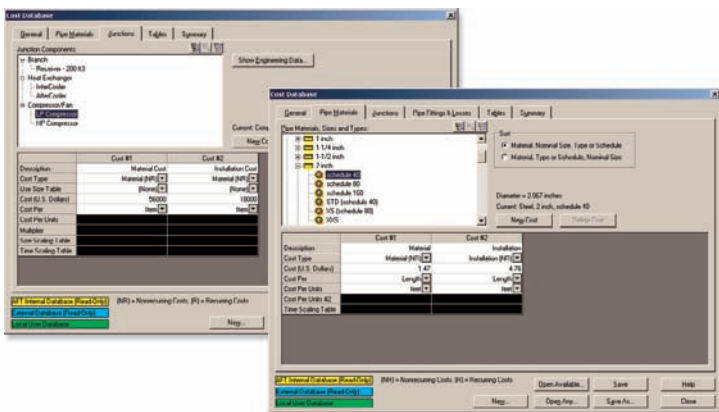 Cost Database
General Pipe Materials Junctions Tables Summary
Junction Components:
Show Engineering Data...
Branch
Receiver - 200 ft3
Heat Exchanger
InterCooler
AfterCooler
Compressor/Fan
LP Compressor
HP Compressor
Cost #1 Cost #2
Description Material Cost Installation Cost
Cost Type Material (NR) Material (NR)
Use Size Table (None) (None)
Cost (U.S. Dollars) 56000 18000
Cost Per Item Item
Cost Per Units
Multiplier
Size Scaling Table
Time Scaling Table
AFT Internal Database (Read-Only) (NR) = Nonrecurring Costs, (R) = Recurring Costs
External Database (Read-Only)
Local User Database
New...
Cost Database
General Pipe Materials Junctions Pipe Fittings & Losses Tables Summary
Pipe Materials, Sizes and Types:
Sort
Material, Nominal Size, Type or Schedule
Material, Type or Schedule, Nominal Size
1 inch
1-1/4 inch
1-1/2 inch
2 inch
schedule 40
schedule 80
schedule 160
STD (schedule 40)
XS (schedule 80)
XXS
Diameter = 2.067 inches
Current: Steel, 2 inch, schedule 40
New Cost Delete Cost
Cost #1 Cost #2
Description Material Installation
Cost Type Material (NR) Installation (NR)
Cost (U.S. Dollars) 1.47 4.76
Cost Per Length Length
Cost Per Units feet feet
Cost Per Units #2
Time Scaling Table
AFT Internal Database (Read-Only) (NR) = Nonrecurring Costs, (R) = Recurring Costs
External Database (Read-Only)
Local User Database
Open Available... Save Help
New... Open Any... Save As... Close